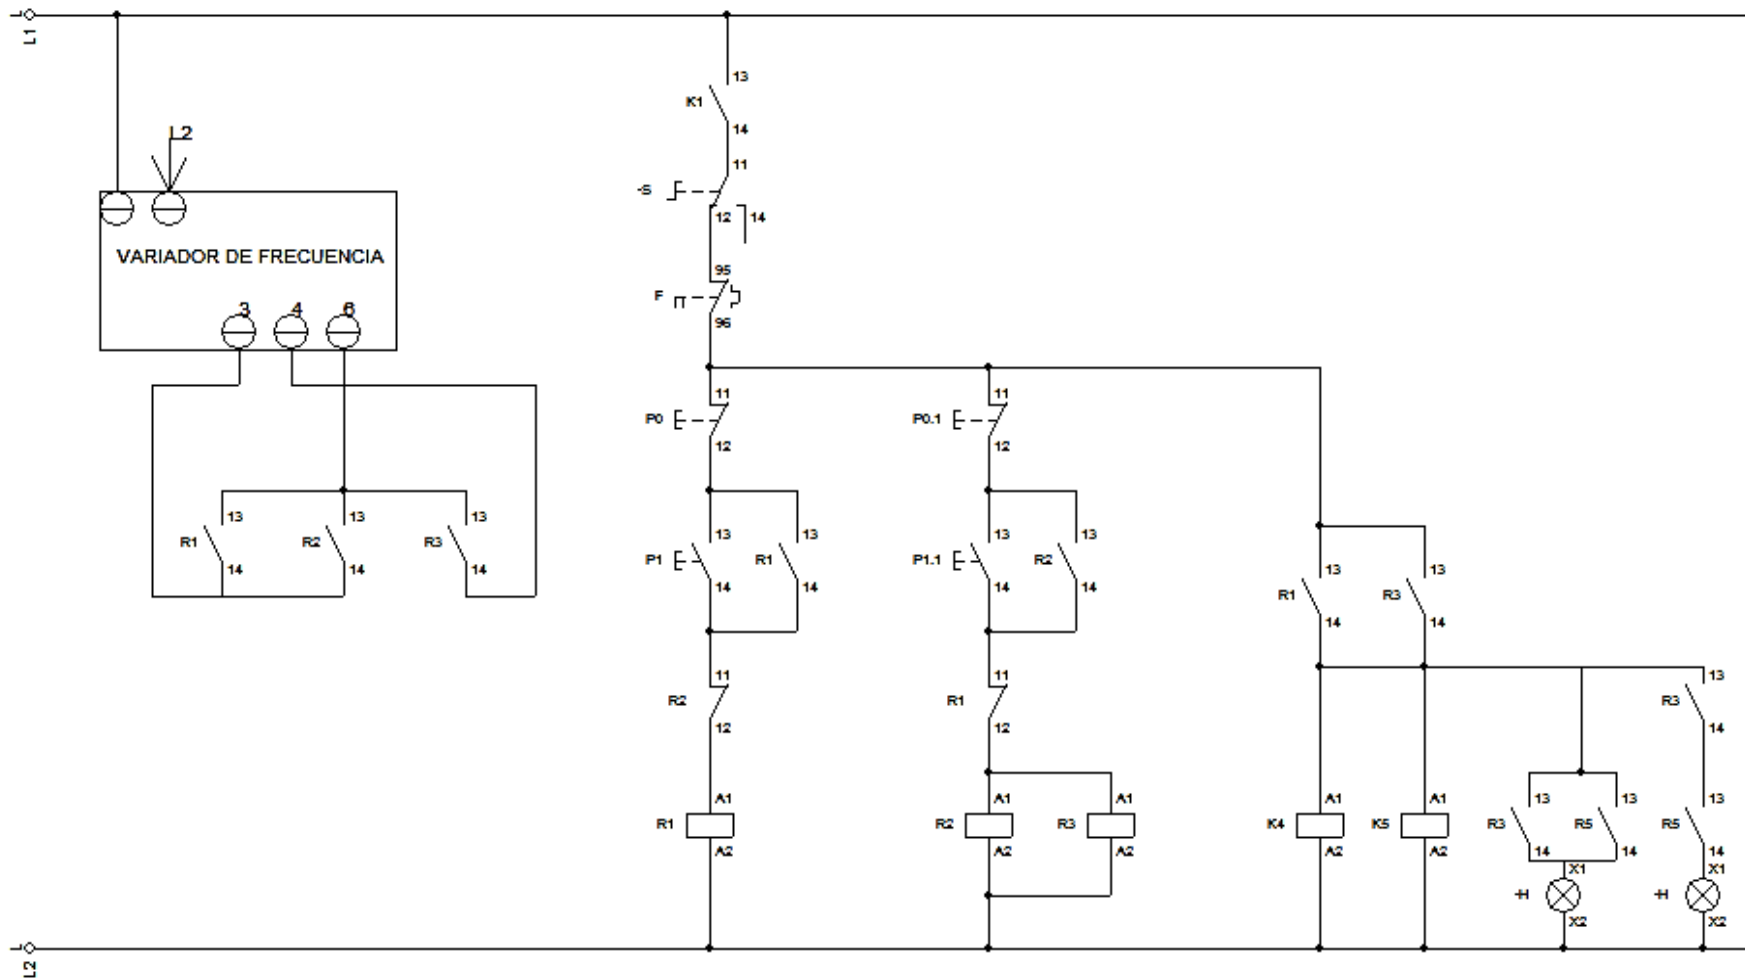 L1
13
K1
14
L2
11
-S
12 14
VARIADOR DE FRECUENCIA
95
F
3 4 6
96
11 11
P0 P0.1
12 12
13 13 13
R1 R2 R3
14 14 14
13 13 13 13
P1 R1 P1.1 R2
14 14 14 14
13 13
R1 R3
14 14
11 11 13
R2 R1 R3
12 12 14
A1 A1 A1 A1 A1 13 13 13
R1 R2 R3 K4 K5 R3 R5 R5
A2 A2 A2 A2 A2 14 14 14
X1 X1
-H -H
X2 X2
L2